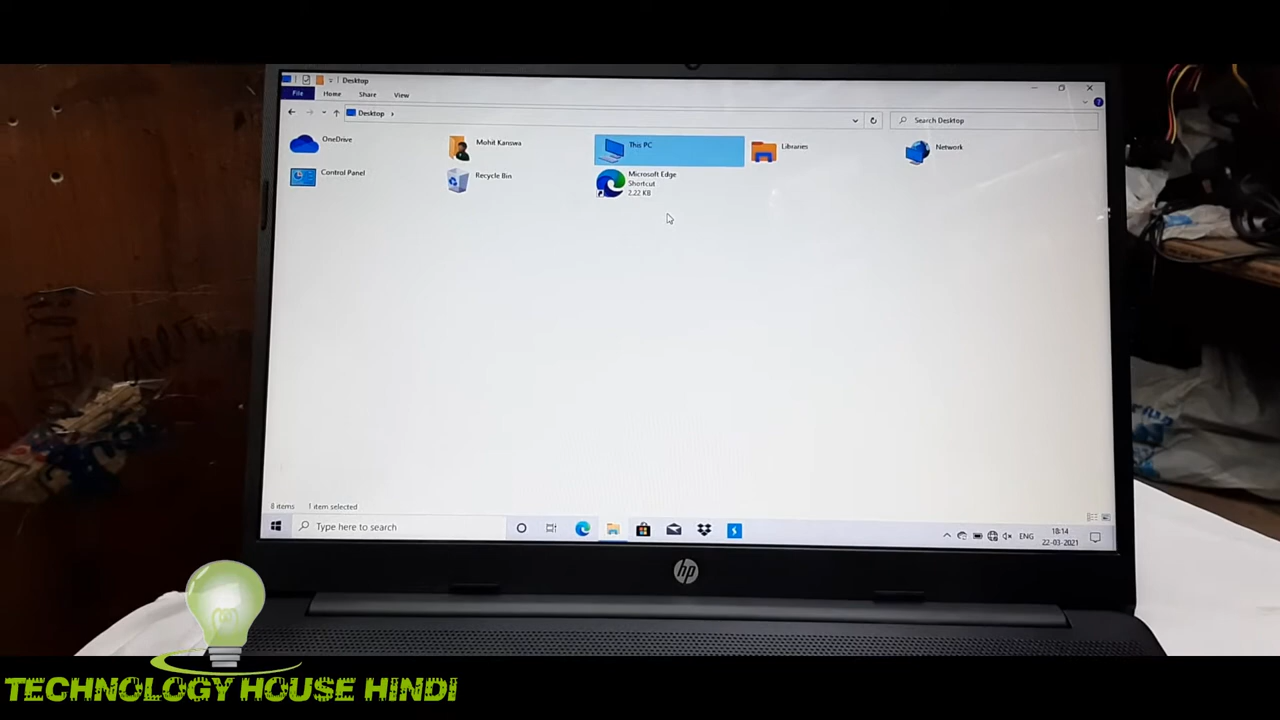 Desktop
File Home Share View
Desktop
Search Desktop
OneDrive
Mohit Kanswa
This PC
Libraries
Network
Control Panel
Recycle Bin
Microsoft Edge
Shortcut
2.22 KB
8 items 1 item selected
Type here to search
ENG
18:14
22-03-2021
hp
TECHNOLOGY HOUSE HINDI